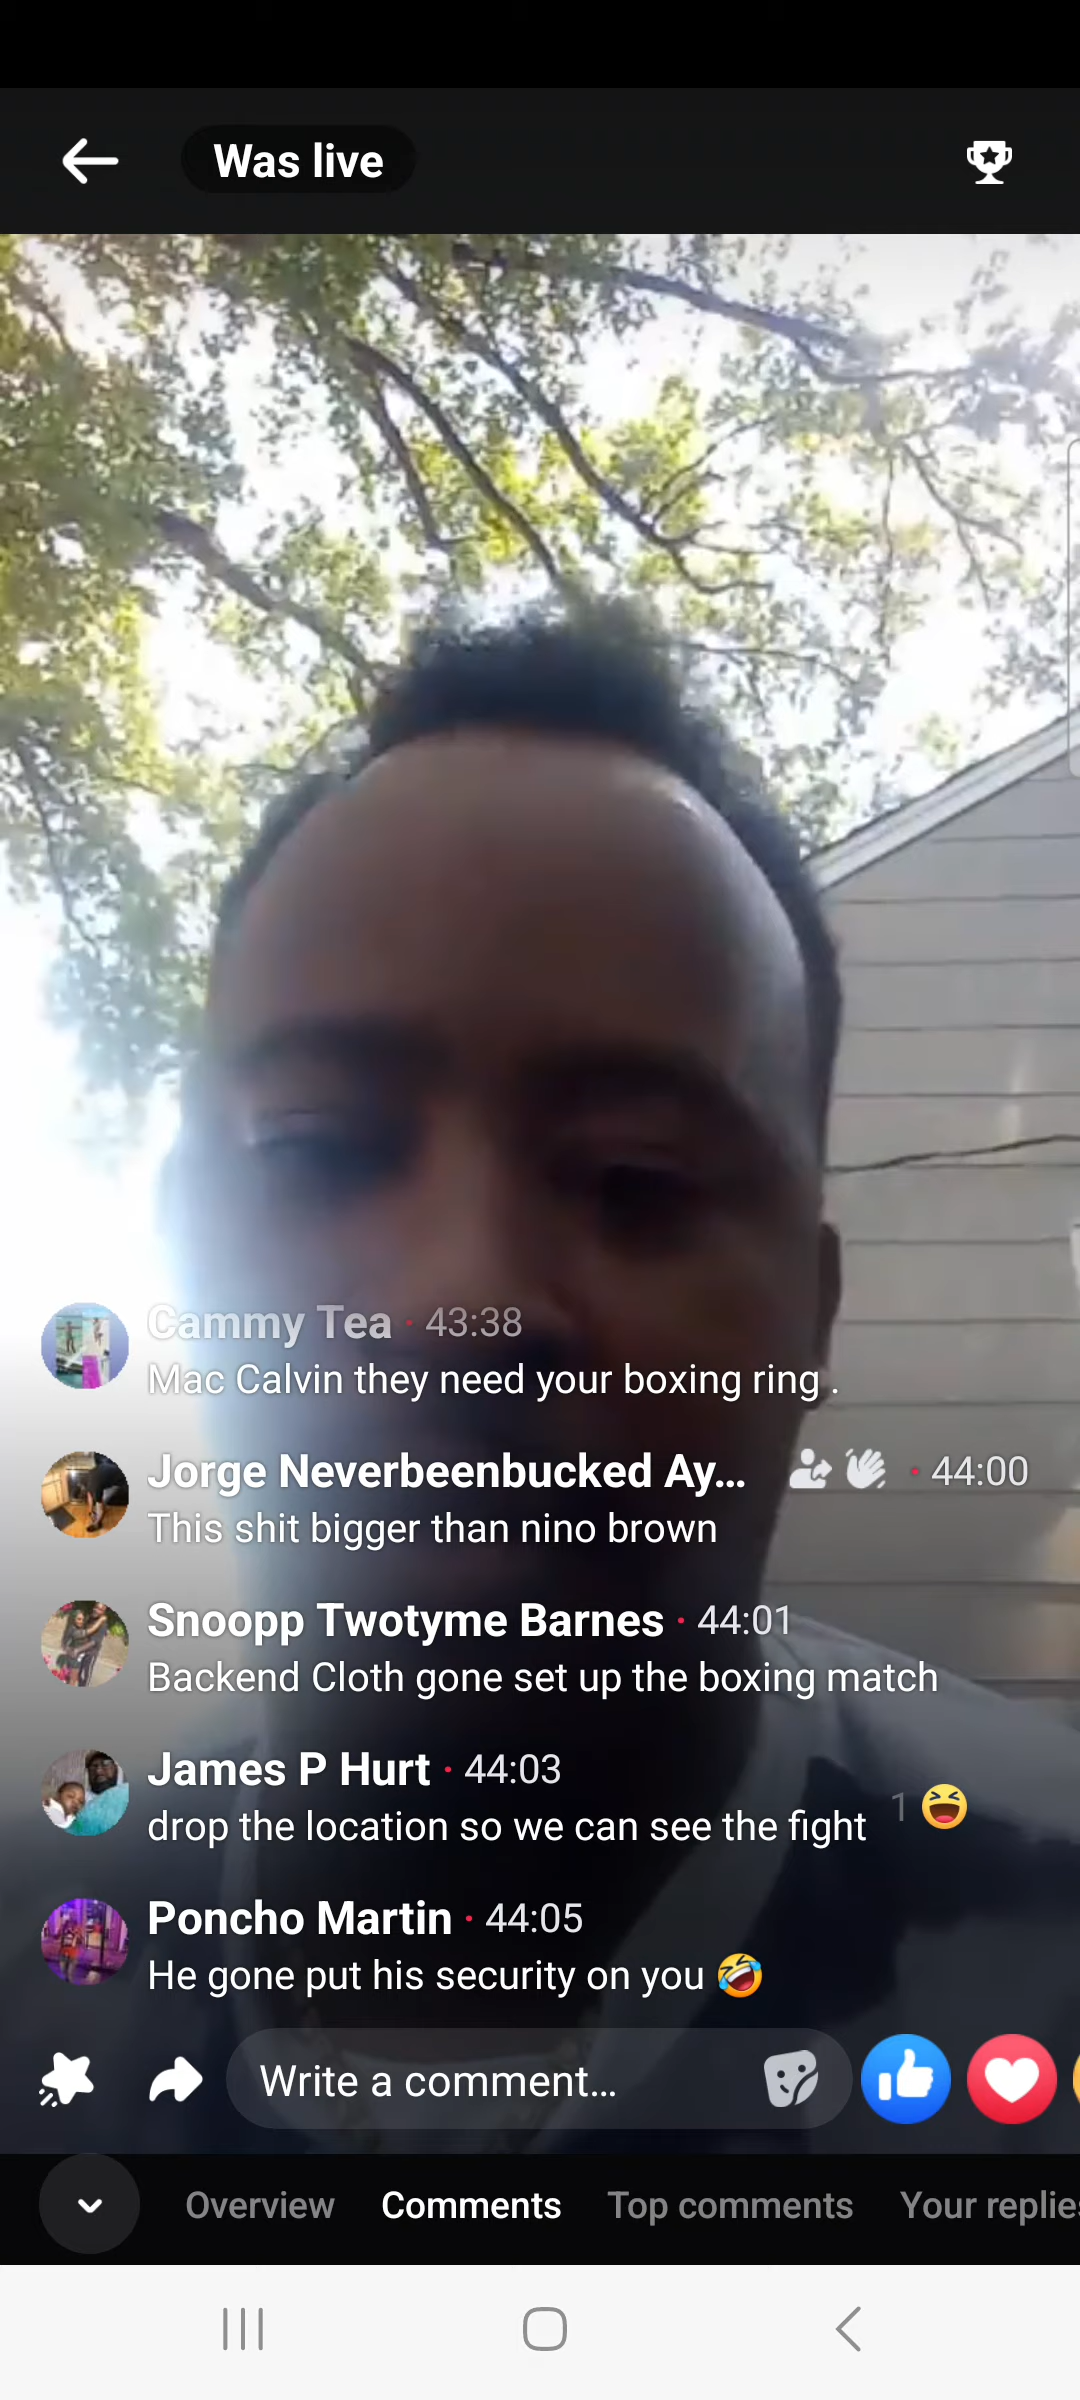 Was live
Cammy Tea · 43:38
Mac Calvin they need your boxing ring .
Jorge Neverbeenbucked Ay... · 44:00
This shit bigger than nino brown
Snoopp Twotyme Barnes · 44:01
Backend Cloth gone set up the boxing match
James P Hurt · 44:03
drop the location so we can see the fight 1 😆
Poncho Martin · 44:05
He gone put his security on you 🤣
Write a comment...
Overview Comments Top comments Your replies